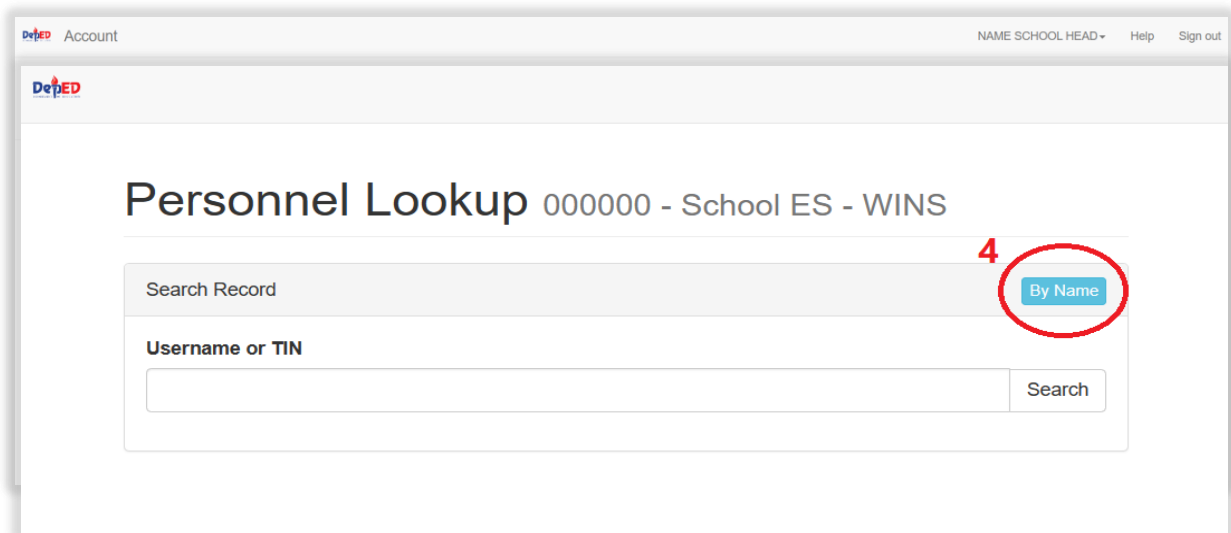 DepED Account NAME SCHOOL HEAD Help Sign out
DepED
Personnel Lookup 000000 - School ES - WINS
4
Search Record By Name
Username or TIN
Search